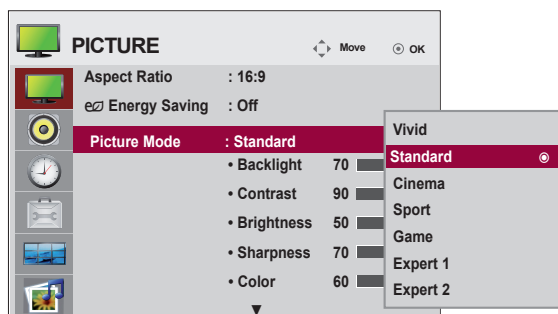 PICTURE
Move
OK
Aspect Ratio : 16:9
Energy Saving : Off
Picture Mode : Standard
• Backlight 70
• Contrast 90
• Brightness 50
• Sharpness 70
• Color 60
Vivid
Standard
Cinema
Sport
Game
Expert 1
Expert 2